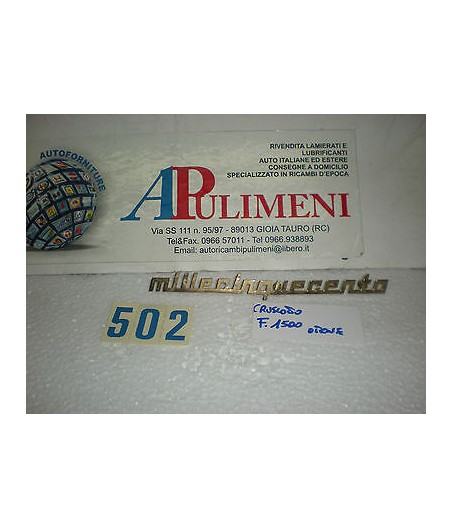 AUTOFORNITURE
RIVENDITA LAMIERATI E
LUBRIFICANTI
AUTO ITALIANE ED ESTERE
CONSEGNE A DOMICILIO
SPECIALIZZATO IN RICAMBI D'EPOCA
APULIMENI
Via SS 111 n. 95/97 - 89013 GIOIA TAURO (RC)
Tel&Fax. 0966 57011 - Tel 0966.938893
Email: autoricambipulimeni@libero.it
millecinquecento
502
CRUSCOTTO
F. 1500